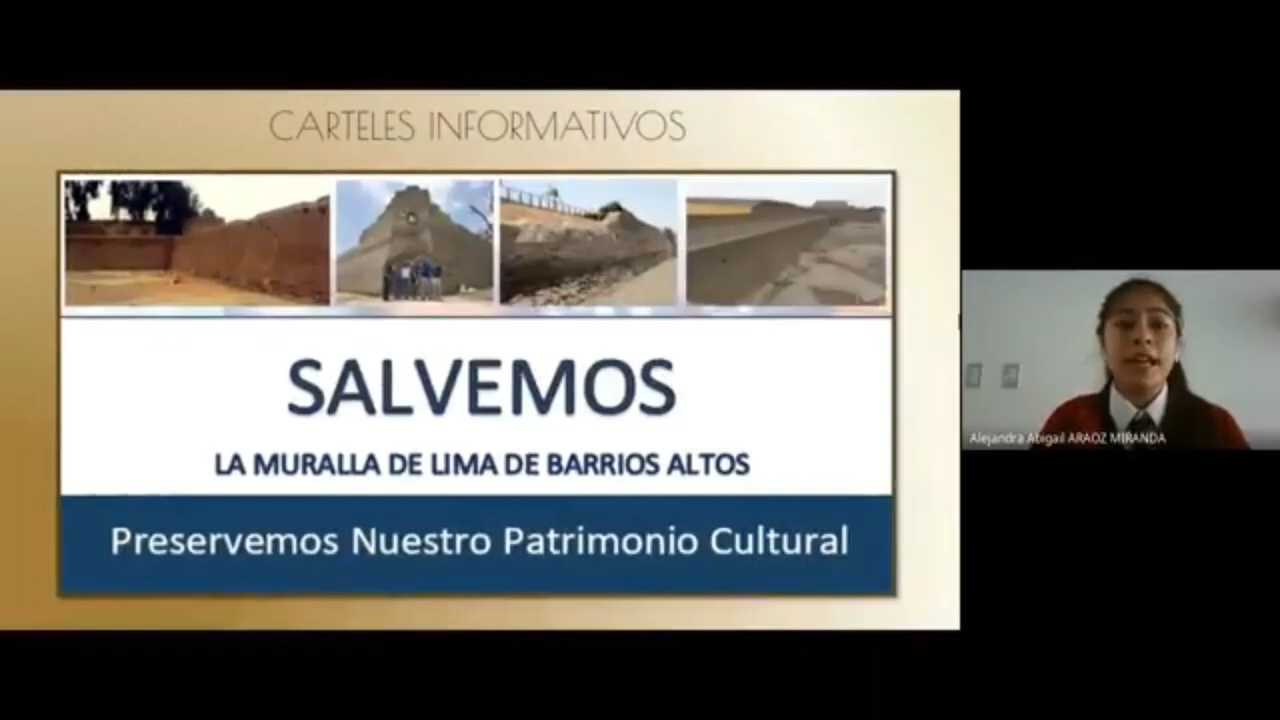 CARTELES INFORMATIVOS
SALVEMOS
LA MURALLA DE LIMA DE BARRIOS ALTOS
Preservemos Nuestro Patrimonio Cultural
Alejandra Abigail ARAOZ MIRANDA